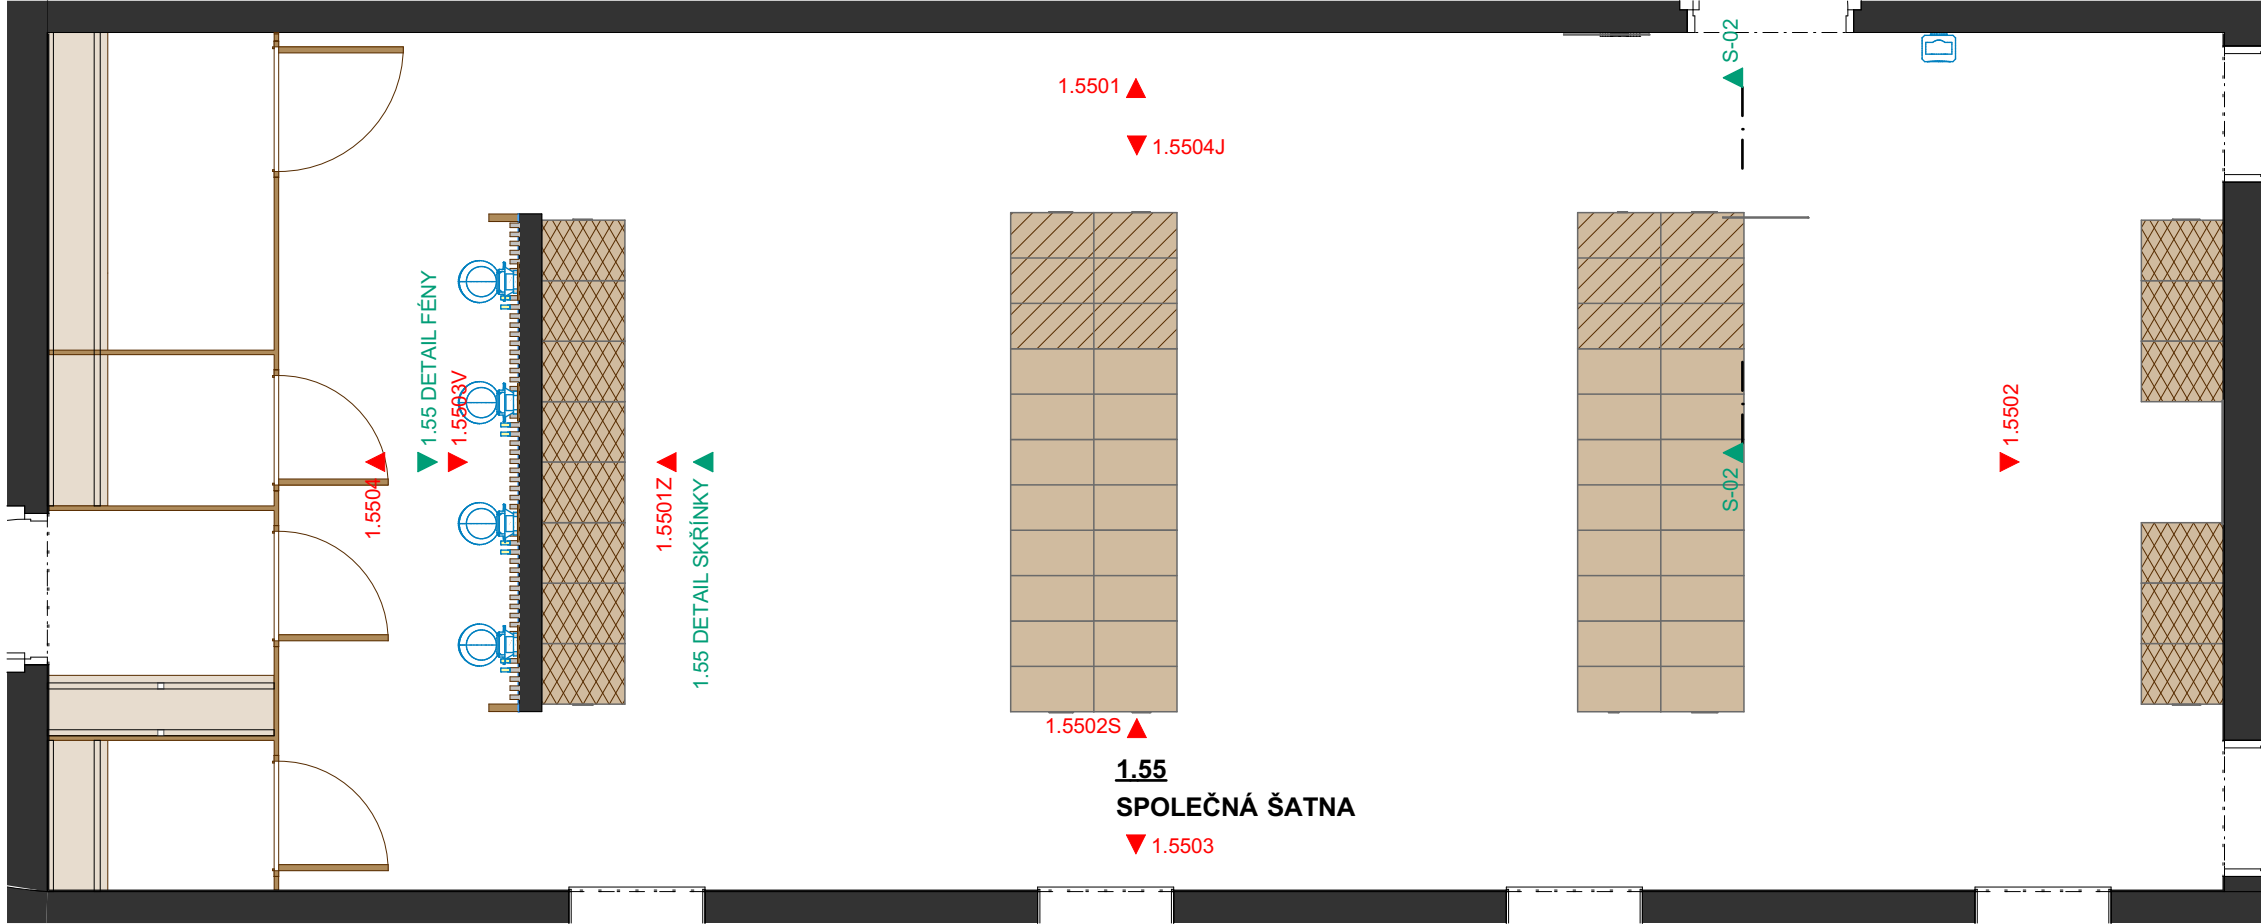 S-02
1.5501
1.5504J
1.55 DETAIL FÉNY
1.5503V
1.5504
1.5501Z
1.55 DETAIL SKŘÍNKY
S-02
1.5502
1.5502S
1.55
SPOLEČNÁ ŠATNA
1.5503